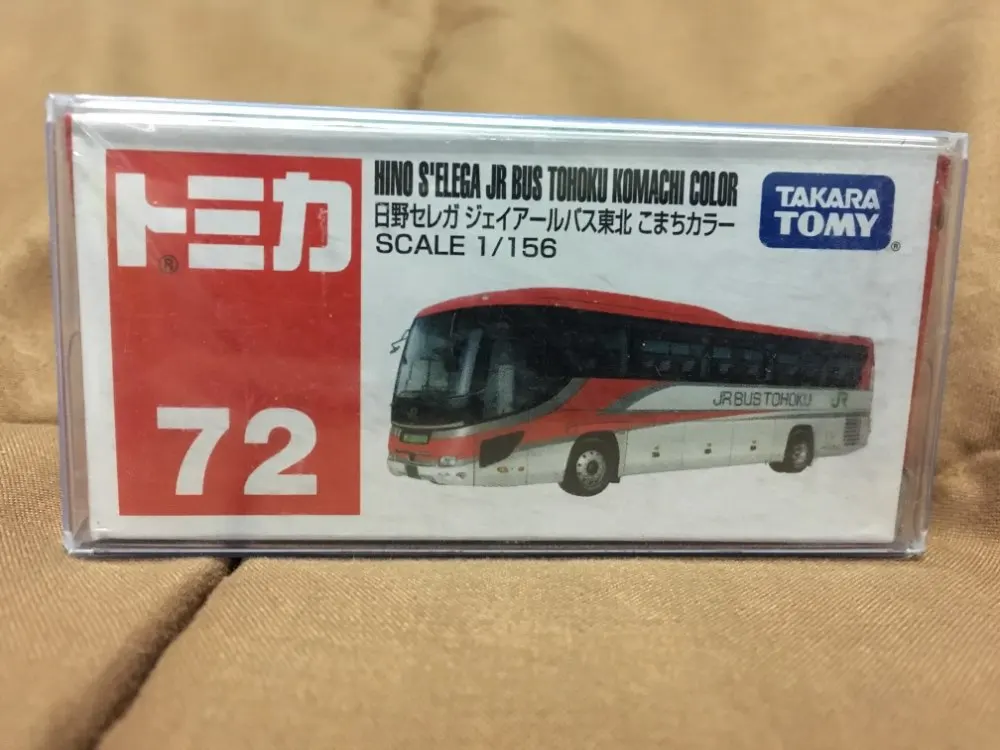 トミカ®
72
HINO S'ELEGA JR BUS TOHOKU KOMACHI COLOR
日野セレガ ジェイアールバス東北 こまちカラー
SCALE 1/156
TAKARA
TOMY®
JR BUS TOHOKU JR